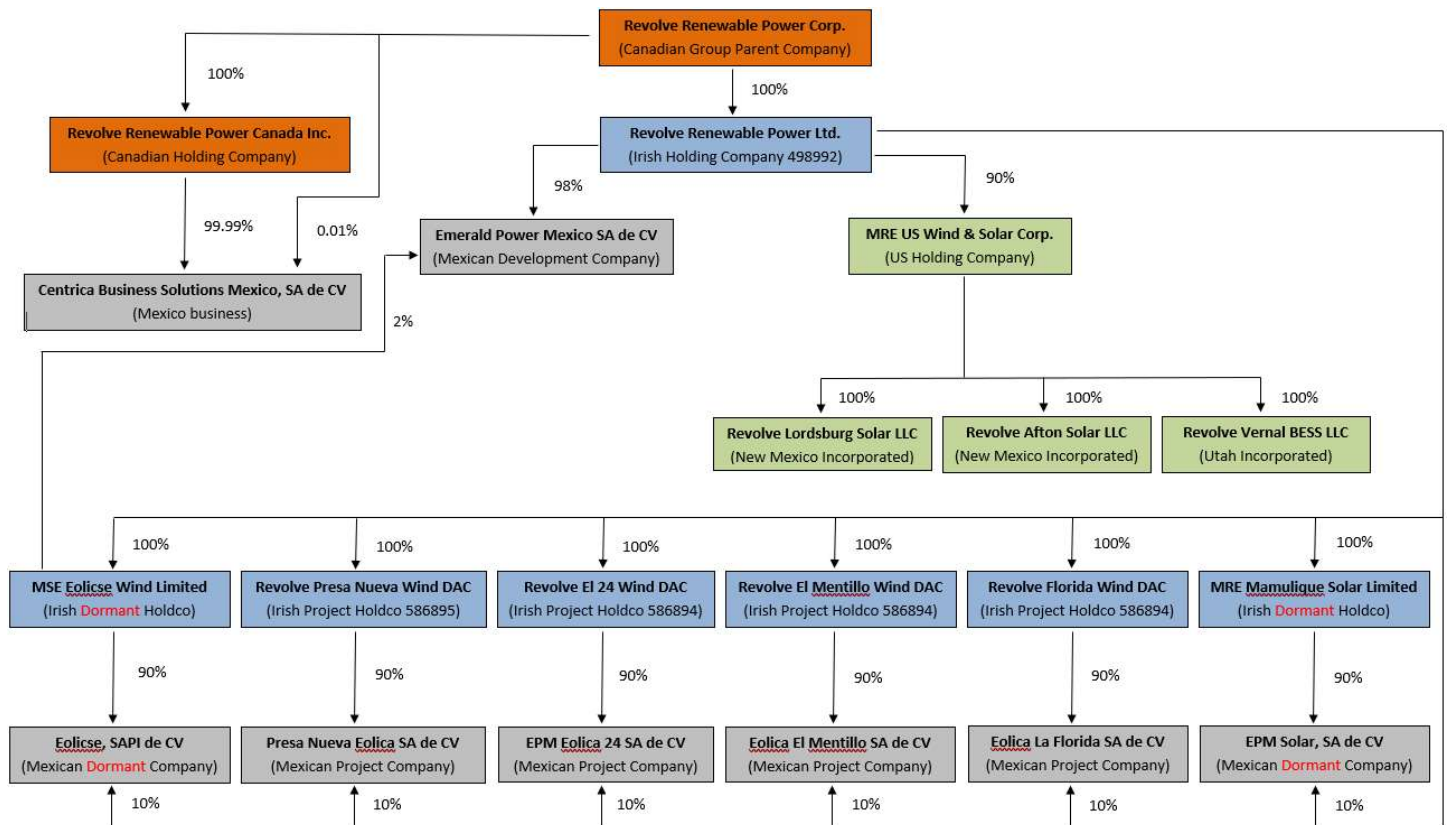 Revolve Renewable Power Corp.
(Canadian Group Parent Company)
100%
100%
Revolve Renewable Power Canada Inc.
(Canadian Holding Company)
Revolve Renewable Power Ltd.
(Irish Holding Company 498992)
98%
90%
99.99%
0.01%
Emerald Power Mexico SA de CV
(Mexican Development Company)
MRE US Wind & Solar Corp.
(US Holding Company)
Centrica Business Solutions Mexico, SA de CV
(Mexico business)
2%
100%
100%
100%
Revolve Lordsburg Solar LLC
(New Mexico Incorporated)
Revolve Afton Solar LLC
(New Mexico Incorporated)
Revolve Vernal BESS LLC
(Utah Incorporated)
100%
100%
100%
100%
100%
100%
MSE Eolicse Wind Limited
(Irish Dormant Holdco)
Revolve Presa Nueva Wind DAC
(Irish Project Holdco 586895)
Revolve El 24 Wind DAC
(Irish Project Holdco 586894)
Revolve El Mentillo Wind DAC
(Irish Project Holdco 586894)
Revolve Florida Wind DAC
(Irish Project Holdco 586894)
MRE Mamulique Solar Limited
(Irish Dormant Holdco)
90%
90%
90%
90%
90%
90%
Eolicse, SAPI de CV
(Mexican Dormant Company)
Presa Nueva Eolica SA de CV
(Mexican Project Company)
EPM Eolica 24 SA de CV
(Mexican Project Company)
Eolica El Mentillo SA de CV
(Mexican Project Company)
Eolica La Florida SA de CV
(Mexican Project Company)
EPM Solar, SA de CV
(Mexican Dormant Company)
10%
10%
10%
10%
10%
10%